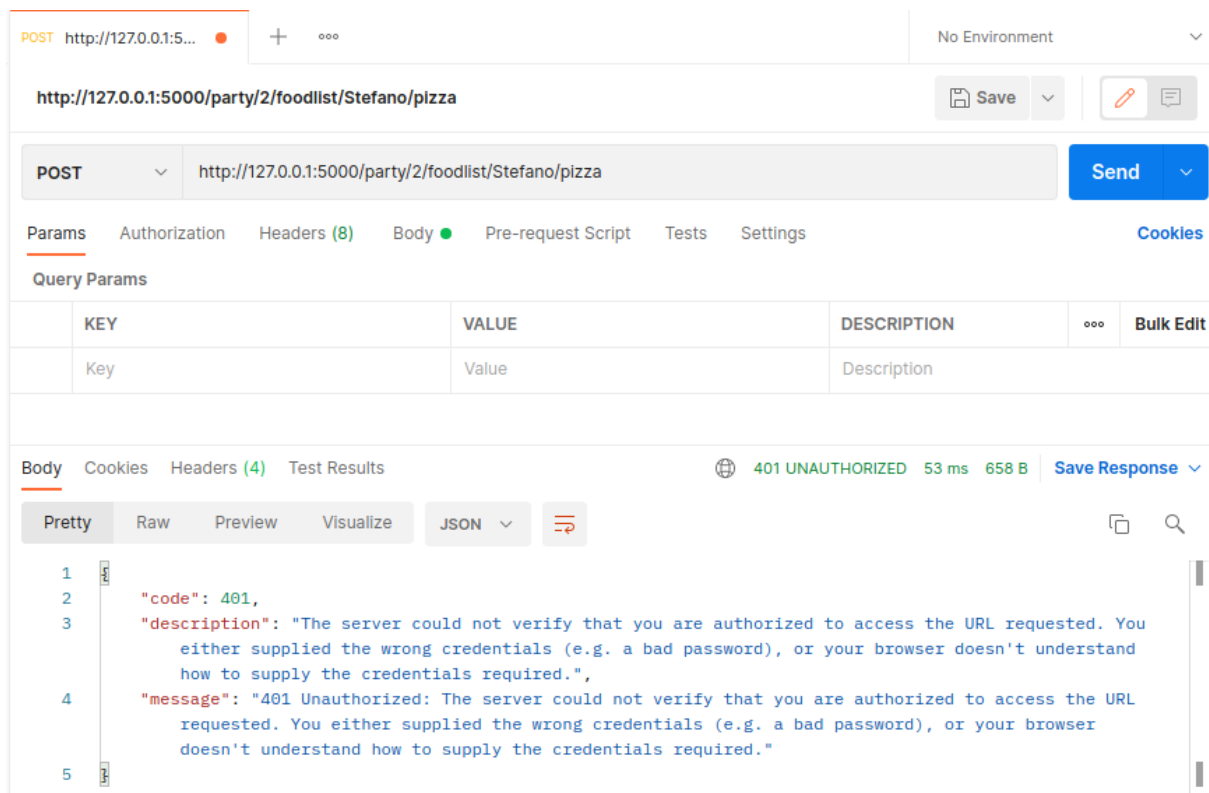 POST http://127.0.0.1:5... + ooo No Environment
http://127.0.0.1:5000/party/2/foodlist/Stefano/pizza Save
POST http://127.0.0.1:5000/party/2/foodlist/Stefano/pizza Send
Params Authorization Headers (8) Body Pre-request Script Tests Settings Cookies
Query Params
KEY VALUE DESCRIPTION ooo Bulk Edit
Key Value Description
Body Cookies Headers (4) Test Results 401 UNAUTHORIZED 53 ms 658 B Save Response
Pretty Raw Preview Visualize JSON
1 {
2 "code": 401,
3 "description": "The server could not verify that you are authorized to access the URL requested. You
either supplied the wrong credentials (e.g. a bad password), or your browser doesn't understand
how to supply the credentials required.",
4 "message": "401 Unauthorized: The server could not verify that you are authorized to access the URL
requested. You either supplied the wrong credentials (e.g. a bad password), or your browser
doesn't understand how to supply the credentials required."
5 }